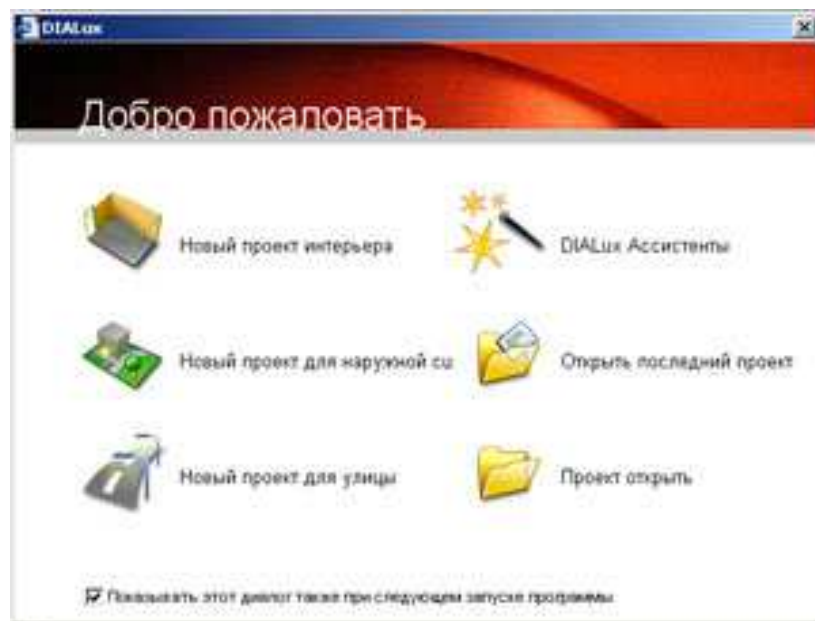 DIALux
Добро пожаловать
Новый проект интерьера
DIALux Ассистенты
Новый проект для наружной сц
Открыть последний проект
Новый проект для улицы
Проект открыть
Показывать этот диалог также при следующем запуске программы